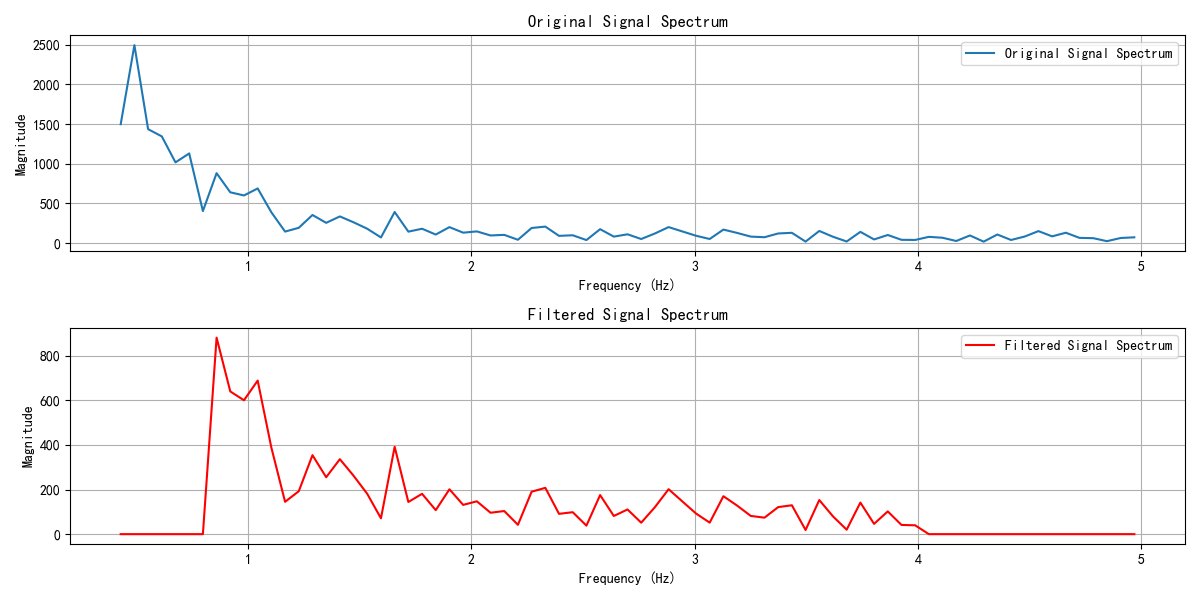 Original Signal Spectrum
Original Signal Spectrum
2500
2000
1500
1000
500
0
Magnitude
1 2 3 4 5
Frequency (Hz)
Filtered Signal Spectrum
Filtered Signal Spectrum
800
600
400
200
0
Magnitude
1 2 3 4 5
Frequency (Hz)